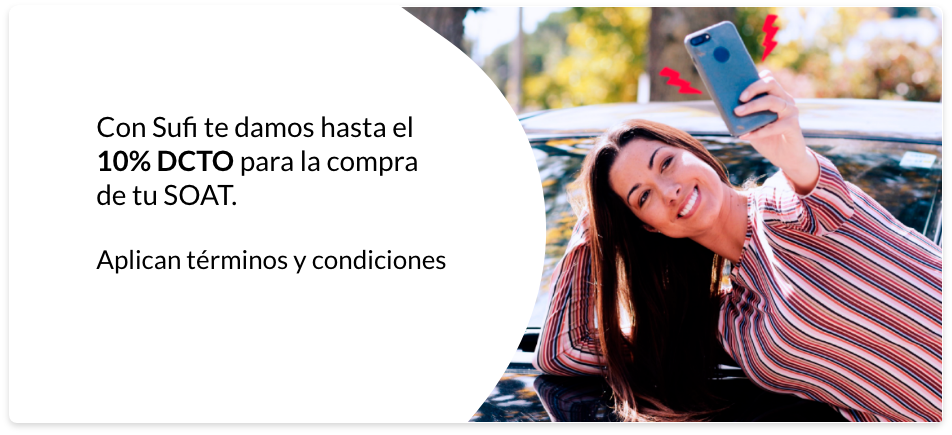 Con Sufi te damos hasta el
10% DCTO para la compra
de tu SOAT.
Aplican términos y condiciones